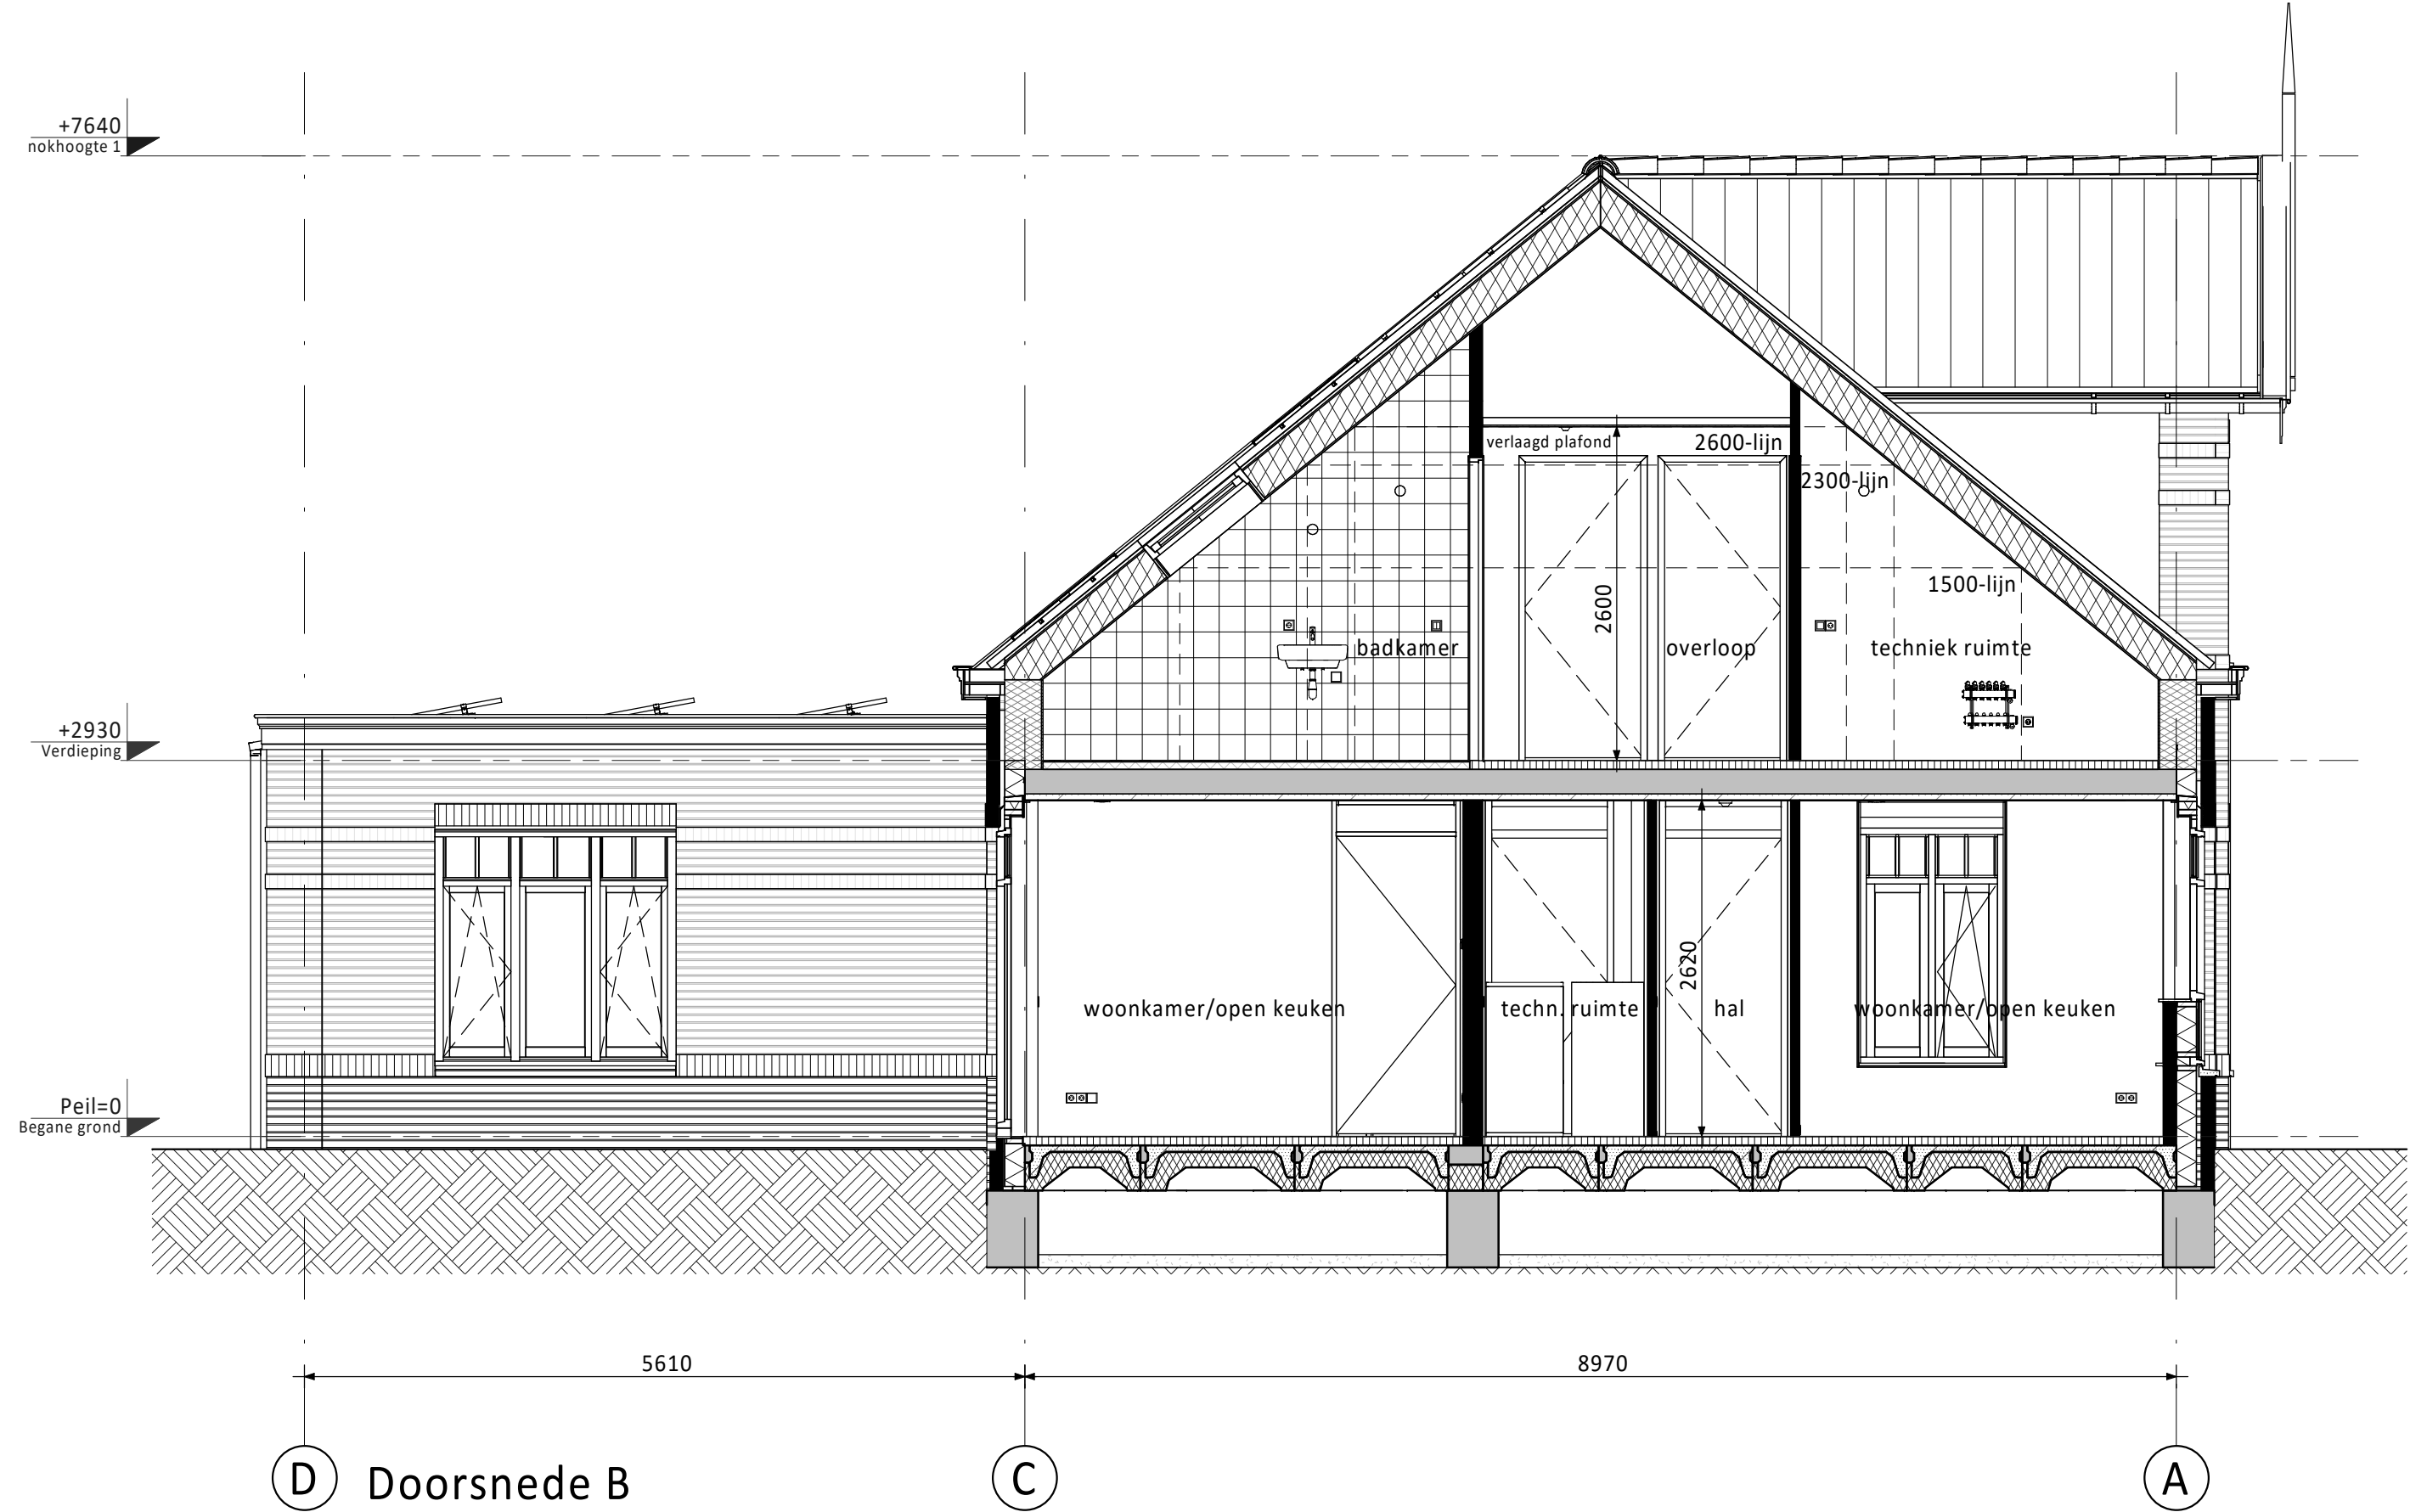 +7640
nokhoogte 1
verlaagd plafond
2600-lijn
2300-lijn
1500-lijn
2600
badkamer
overloop
techniek ruimte
+2930
Verdieping
2620
woonkamer/open keuken
techn. ruimte
hal
woonkamer/open keuken
Peil=0
Begane grond
5610
8970
D
Doorsnede B
C
A